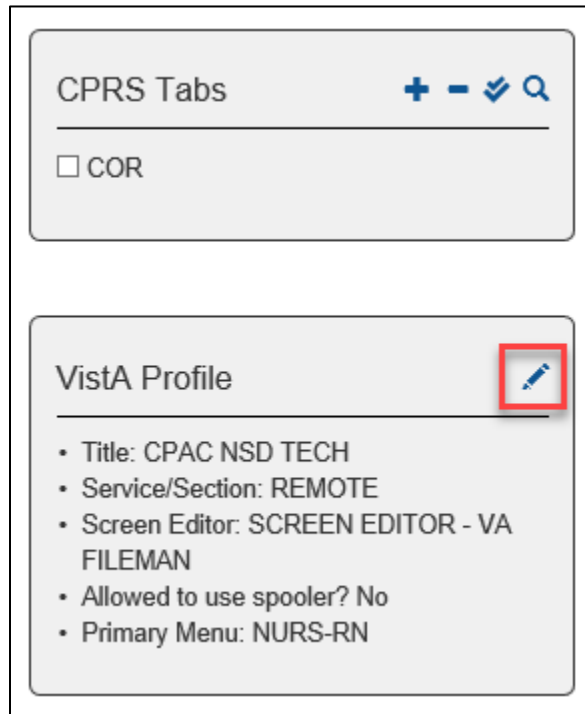 CPRS Tabs
COR
VistA Profile
• Title: CPAC NSD TECH
• Service/Section: REMOTE
• Screen Editor: SCREEN EDITOR - VA
FILEMAN
• Allowed to use spooler? No
• Primary Menu: NURS-RN